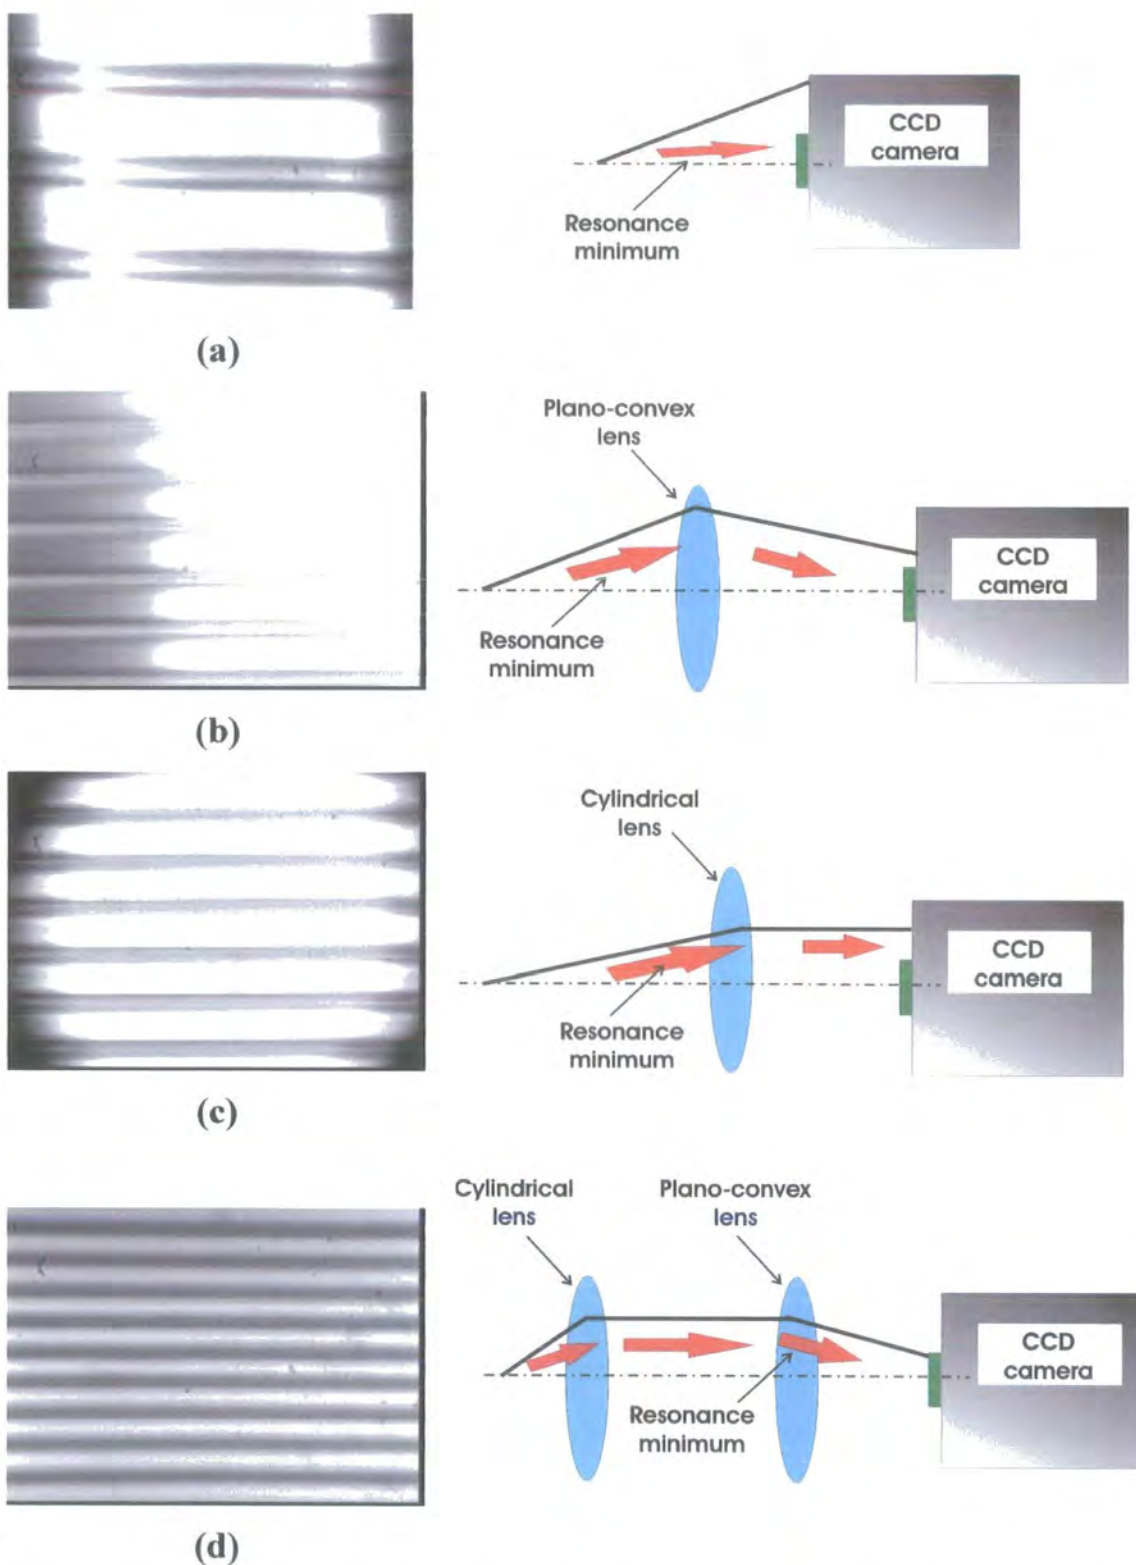 CCD
camera
Resonance
minimum
(a)
Plano-convex
lens
CCD
camera
Resonance
minimum
(b)
Cylindrical
lens
CCD
camera
Resonance
minimum
(c)
Cylindrical
lens
Plano-convex
lens
CCD
camera
Resonance
minimum
(d)